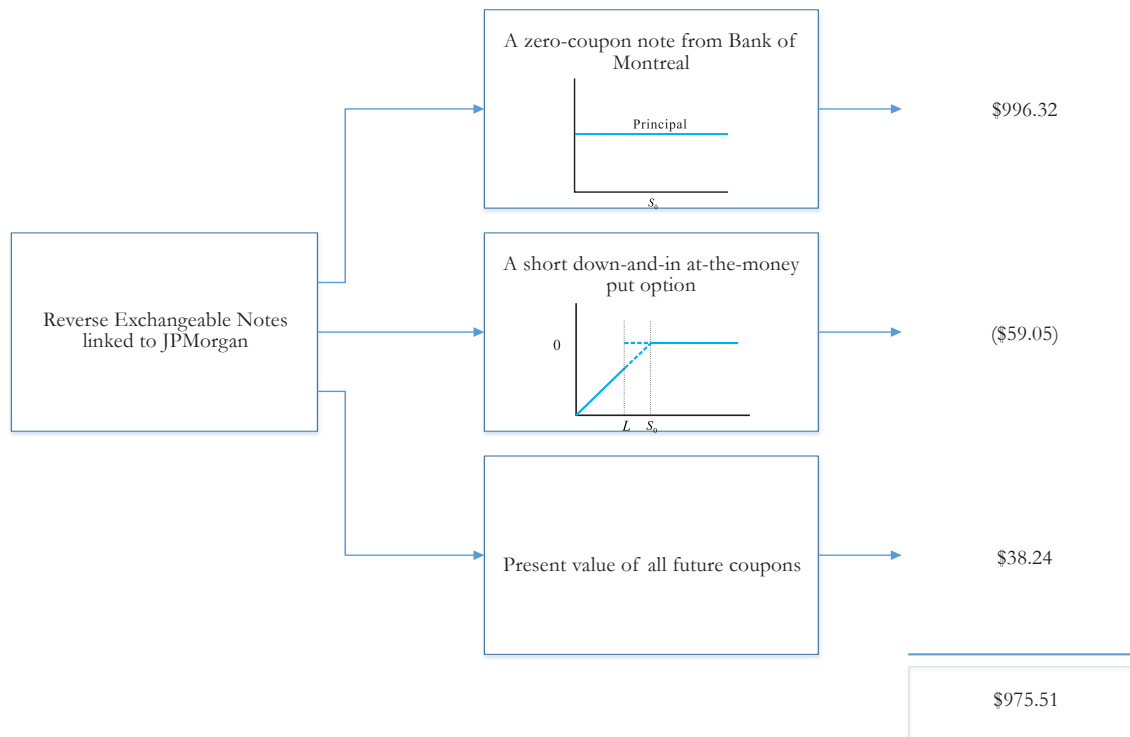 A zero-coupon note from Bank of
Montreal
Principal
S₀
$996.32
Reverse Exchangeable Notes
linked to JPMorgan
A short down-and-in at-the-money
put option
0
L S₀
($59.05)
Present value of all future coupons
$38.24
$975.51